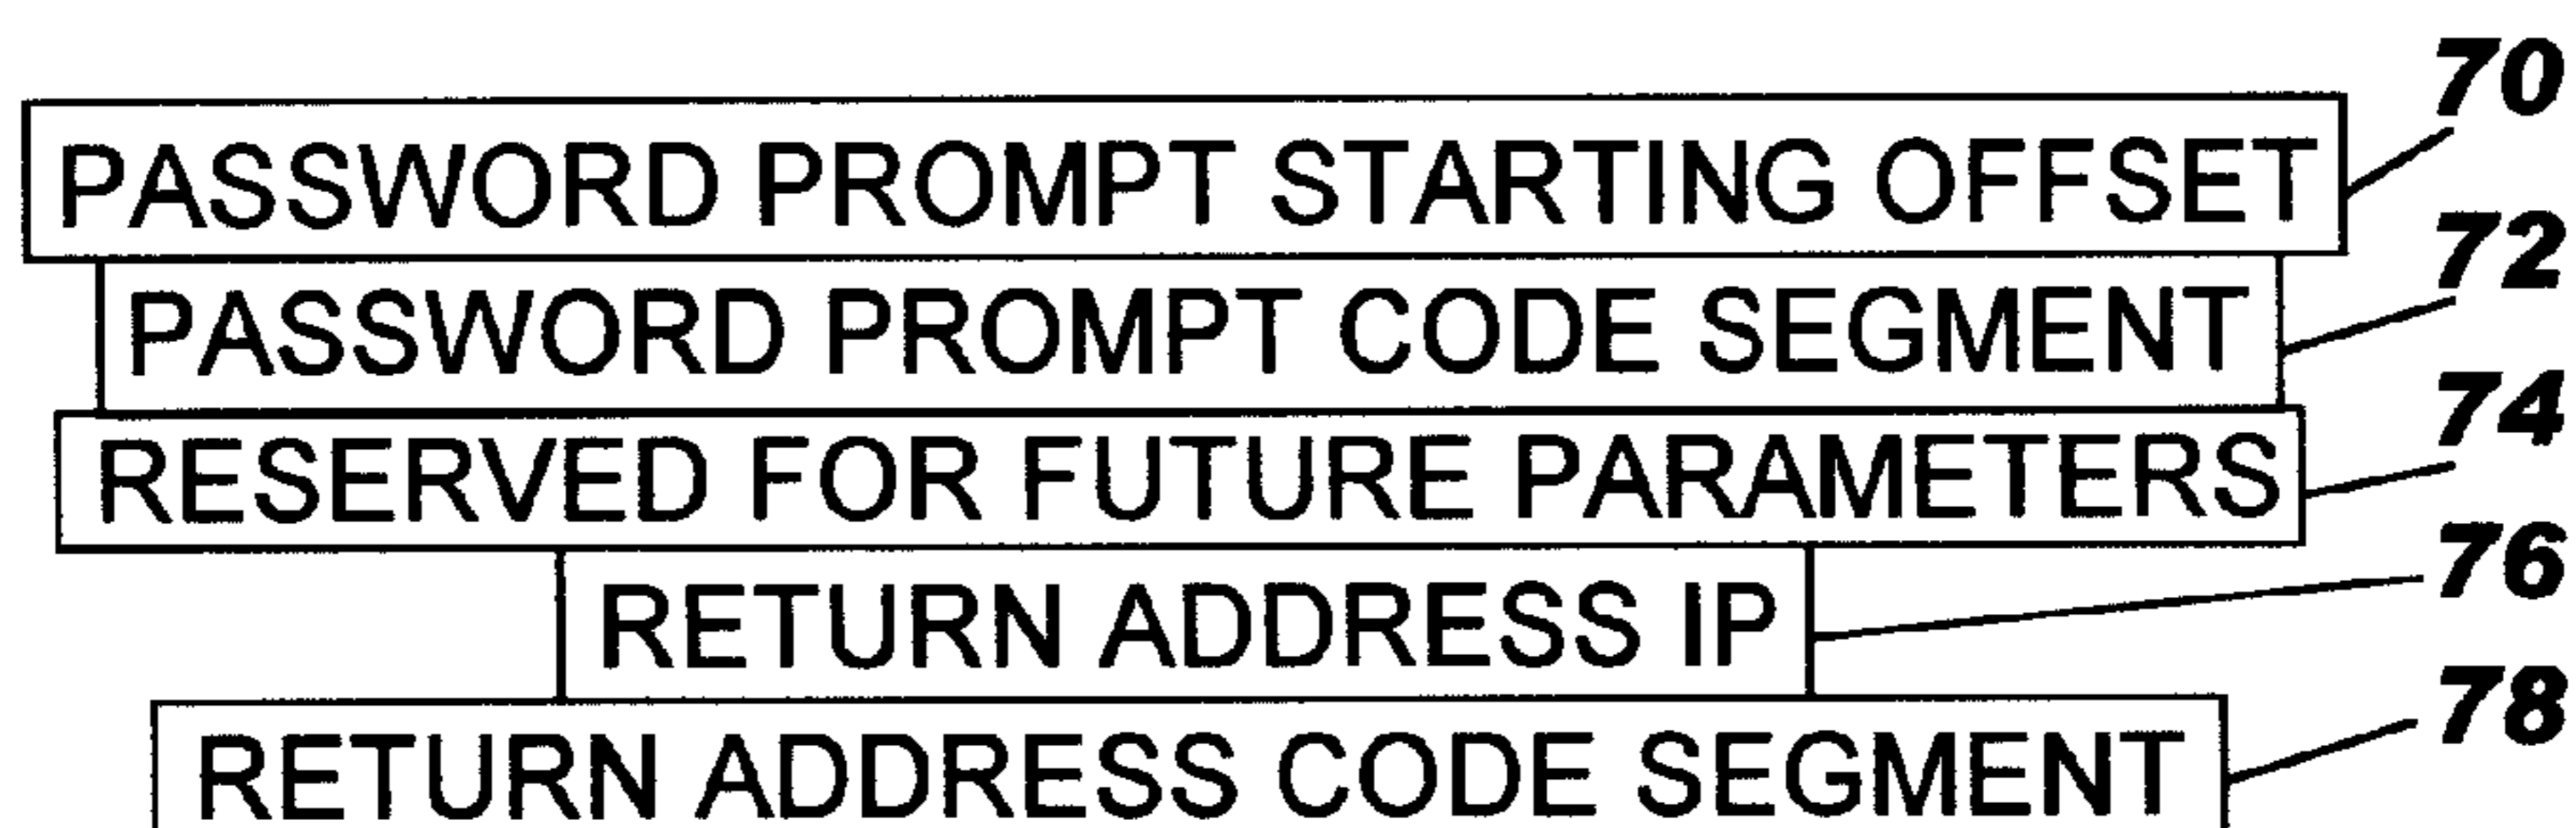 70
PASSWORD PROMPT STARTING OFFSET
72
PASSWORD PROMPT CODE SEGMENT
74
RESERVED FOR FUTURE PARAMETERS
76
RETURN ADDRESS IP
78
RETURN ADDRESS CODE SEGMENT